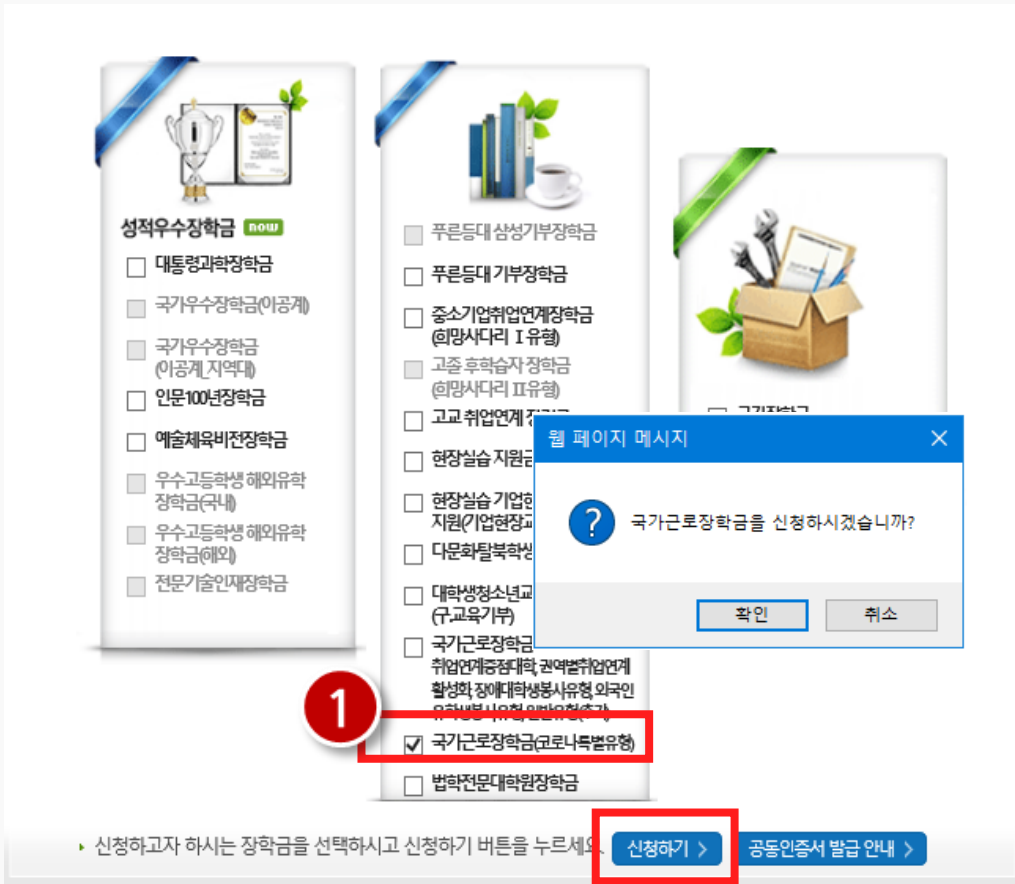 성적우수장학금 now
대통령과학장학금
국가우수장학금(이공계)
국가우수장학금
(이공계_지역대)
인문100년장학금
예술체육비전장학금
우수고등학생 해외유학
장학금(국내)
우수고등학생 해외유학
장학금(해외)
전문기술인재장학금
푸른등대 삼성기부장학금
푸른등대 기부장학금
중소기업취업연계장학금
(희망사다리 Ⅰ유형)
고졸 후학습자 장학금
(희망사다리 Ⅱ유형)
고교 취업연계
현장실습 지원금
현장실습 기업현
지원(기업현장교
다문화·탈북학생
대학생청소년교
(구.교육기부)
국가근로장학금
취업연계중점대학, 권역별취업연계
활성화, 장애대학생봉사유형, 외국인
유학생봉사유형, 일반유형(추가)
1
국가근로장학금(코로나특별유형)
법학전문대학원장학금
웹 페이지 메시지
국가근로장학금을 신청하시겠습니까?
확인 취소
신청하고자 하시는 장학금을 선택하시고 신청하기 버튼을 누르세요.
신청하기 >
공동인증서 발급 안내 >